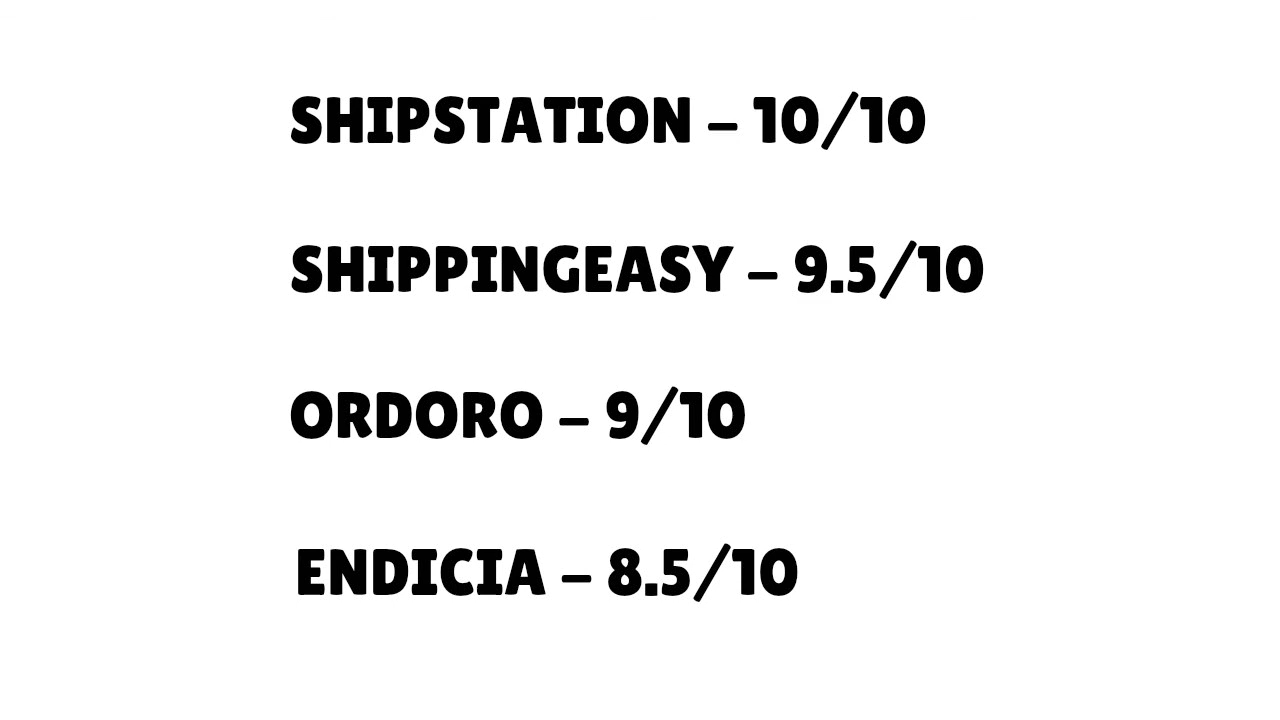 SHIPSTATION – 10/10
SHIPPINGEASY – 9.5/10
ORDORO – 9/10
ENDICIA – 8.5/10